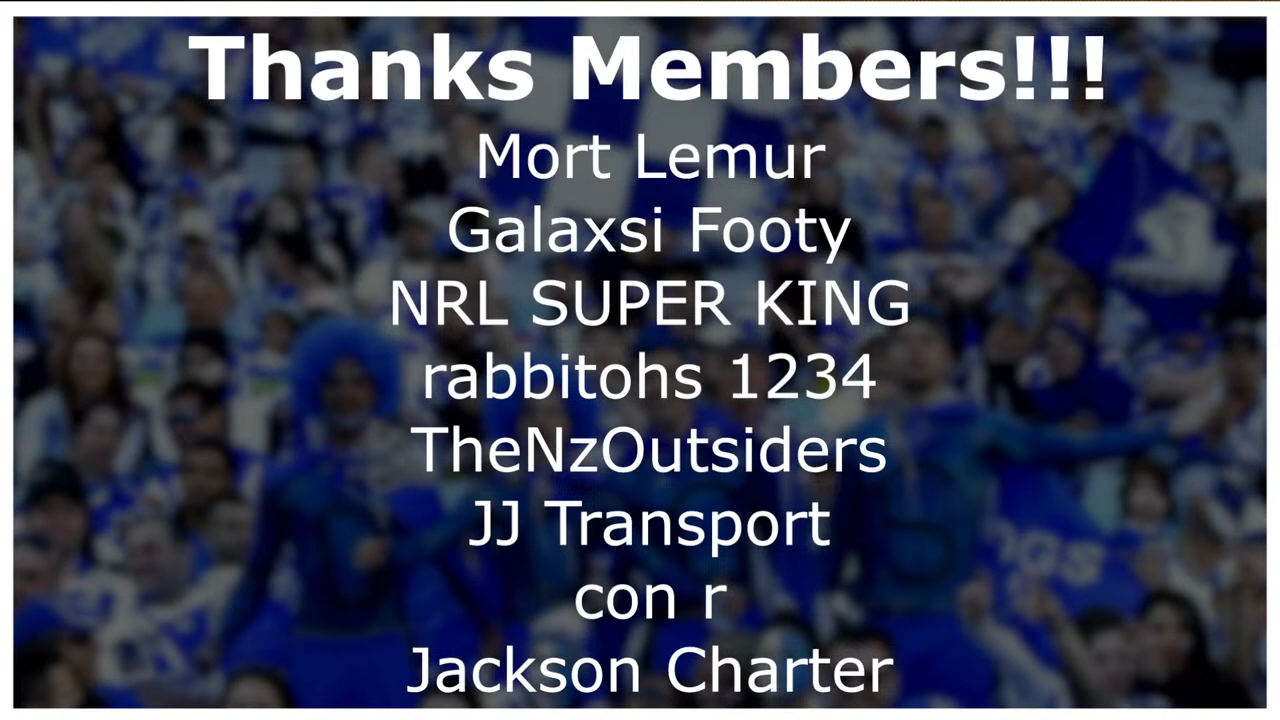 Thanks Members!!!
Mort Lemur
Galaxsi Footy
NRL SUPER KING
rabbitohs 1234
TheNzOutsiders
JJ Transport
con r
Jackson Charter